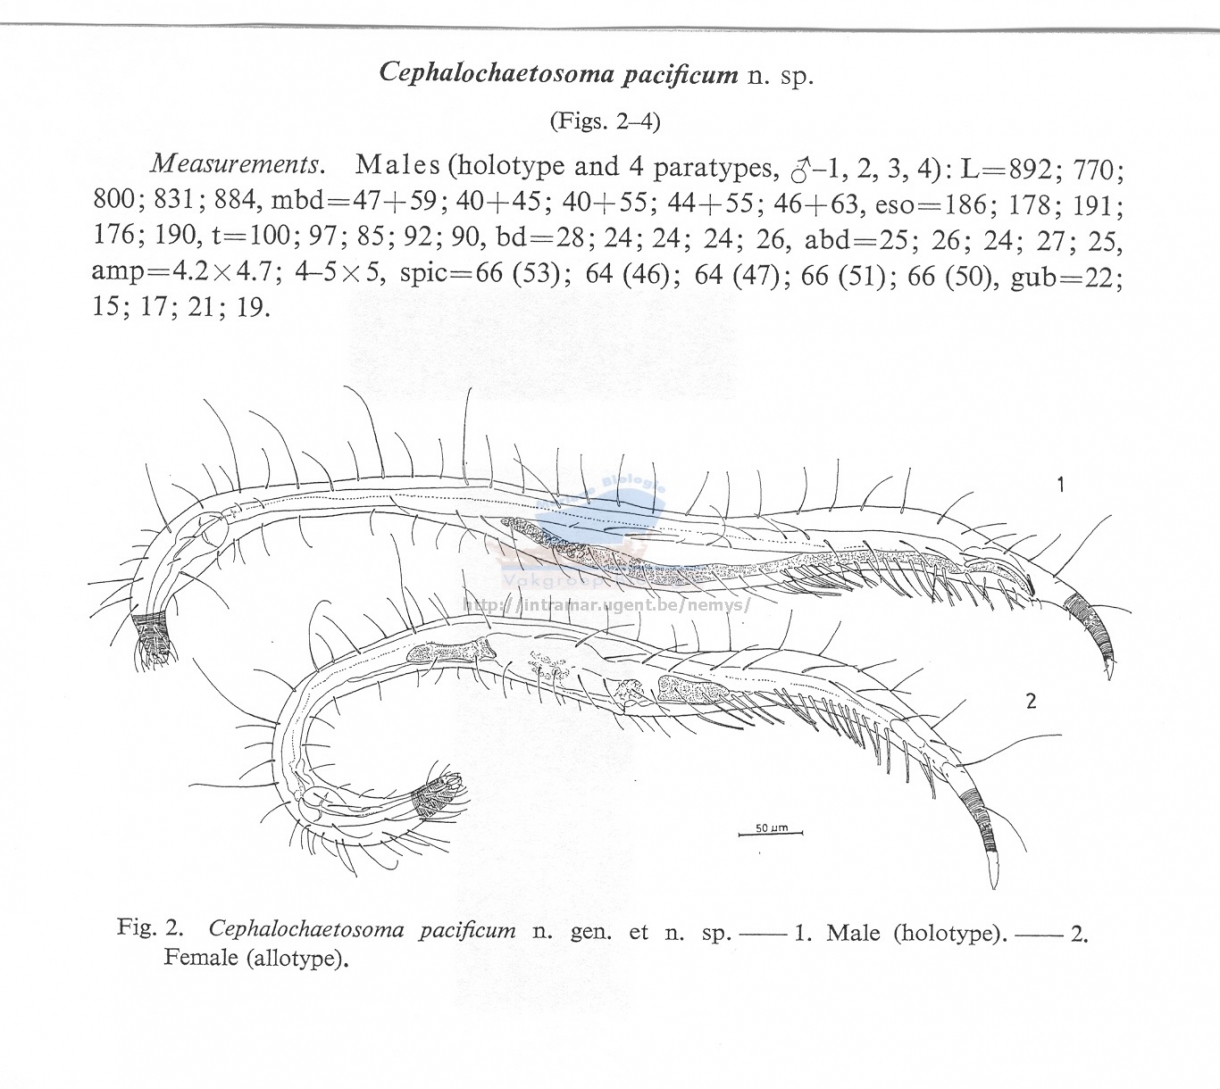 Cephalochaetosoma pacificum n. sp.
(Figs. 2–4)
Measurements. Males (holotype and 4 paratypes, ♂–1, 2, 3, 4): L=892; 770;
800; 831; 884, mbd=47+59; 40+45; 40+55; 44+55; 46+63, eso=186; 178; 191;
176; 190, t=100; 97; 85; 92; 90, bd=28; 24; 24; 24; 26, abd=25; 26; 24; 27; 25,
amp=4.2×4.7; 4–5×5, spic=66 (53); 64 (46); 64 (47); 66 (51); 66 (50), gub=22;
15; 17; 21; 19.
1
Biologie
Vakgroep
http://intramar.ugent.be/nemys/
2
50 µm
Fig. 2. Cephalochaetosoma pacificum n. gen. et n. sp. —— 1. Male (holotype). —— 2.
Female (allotype).